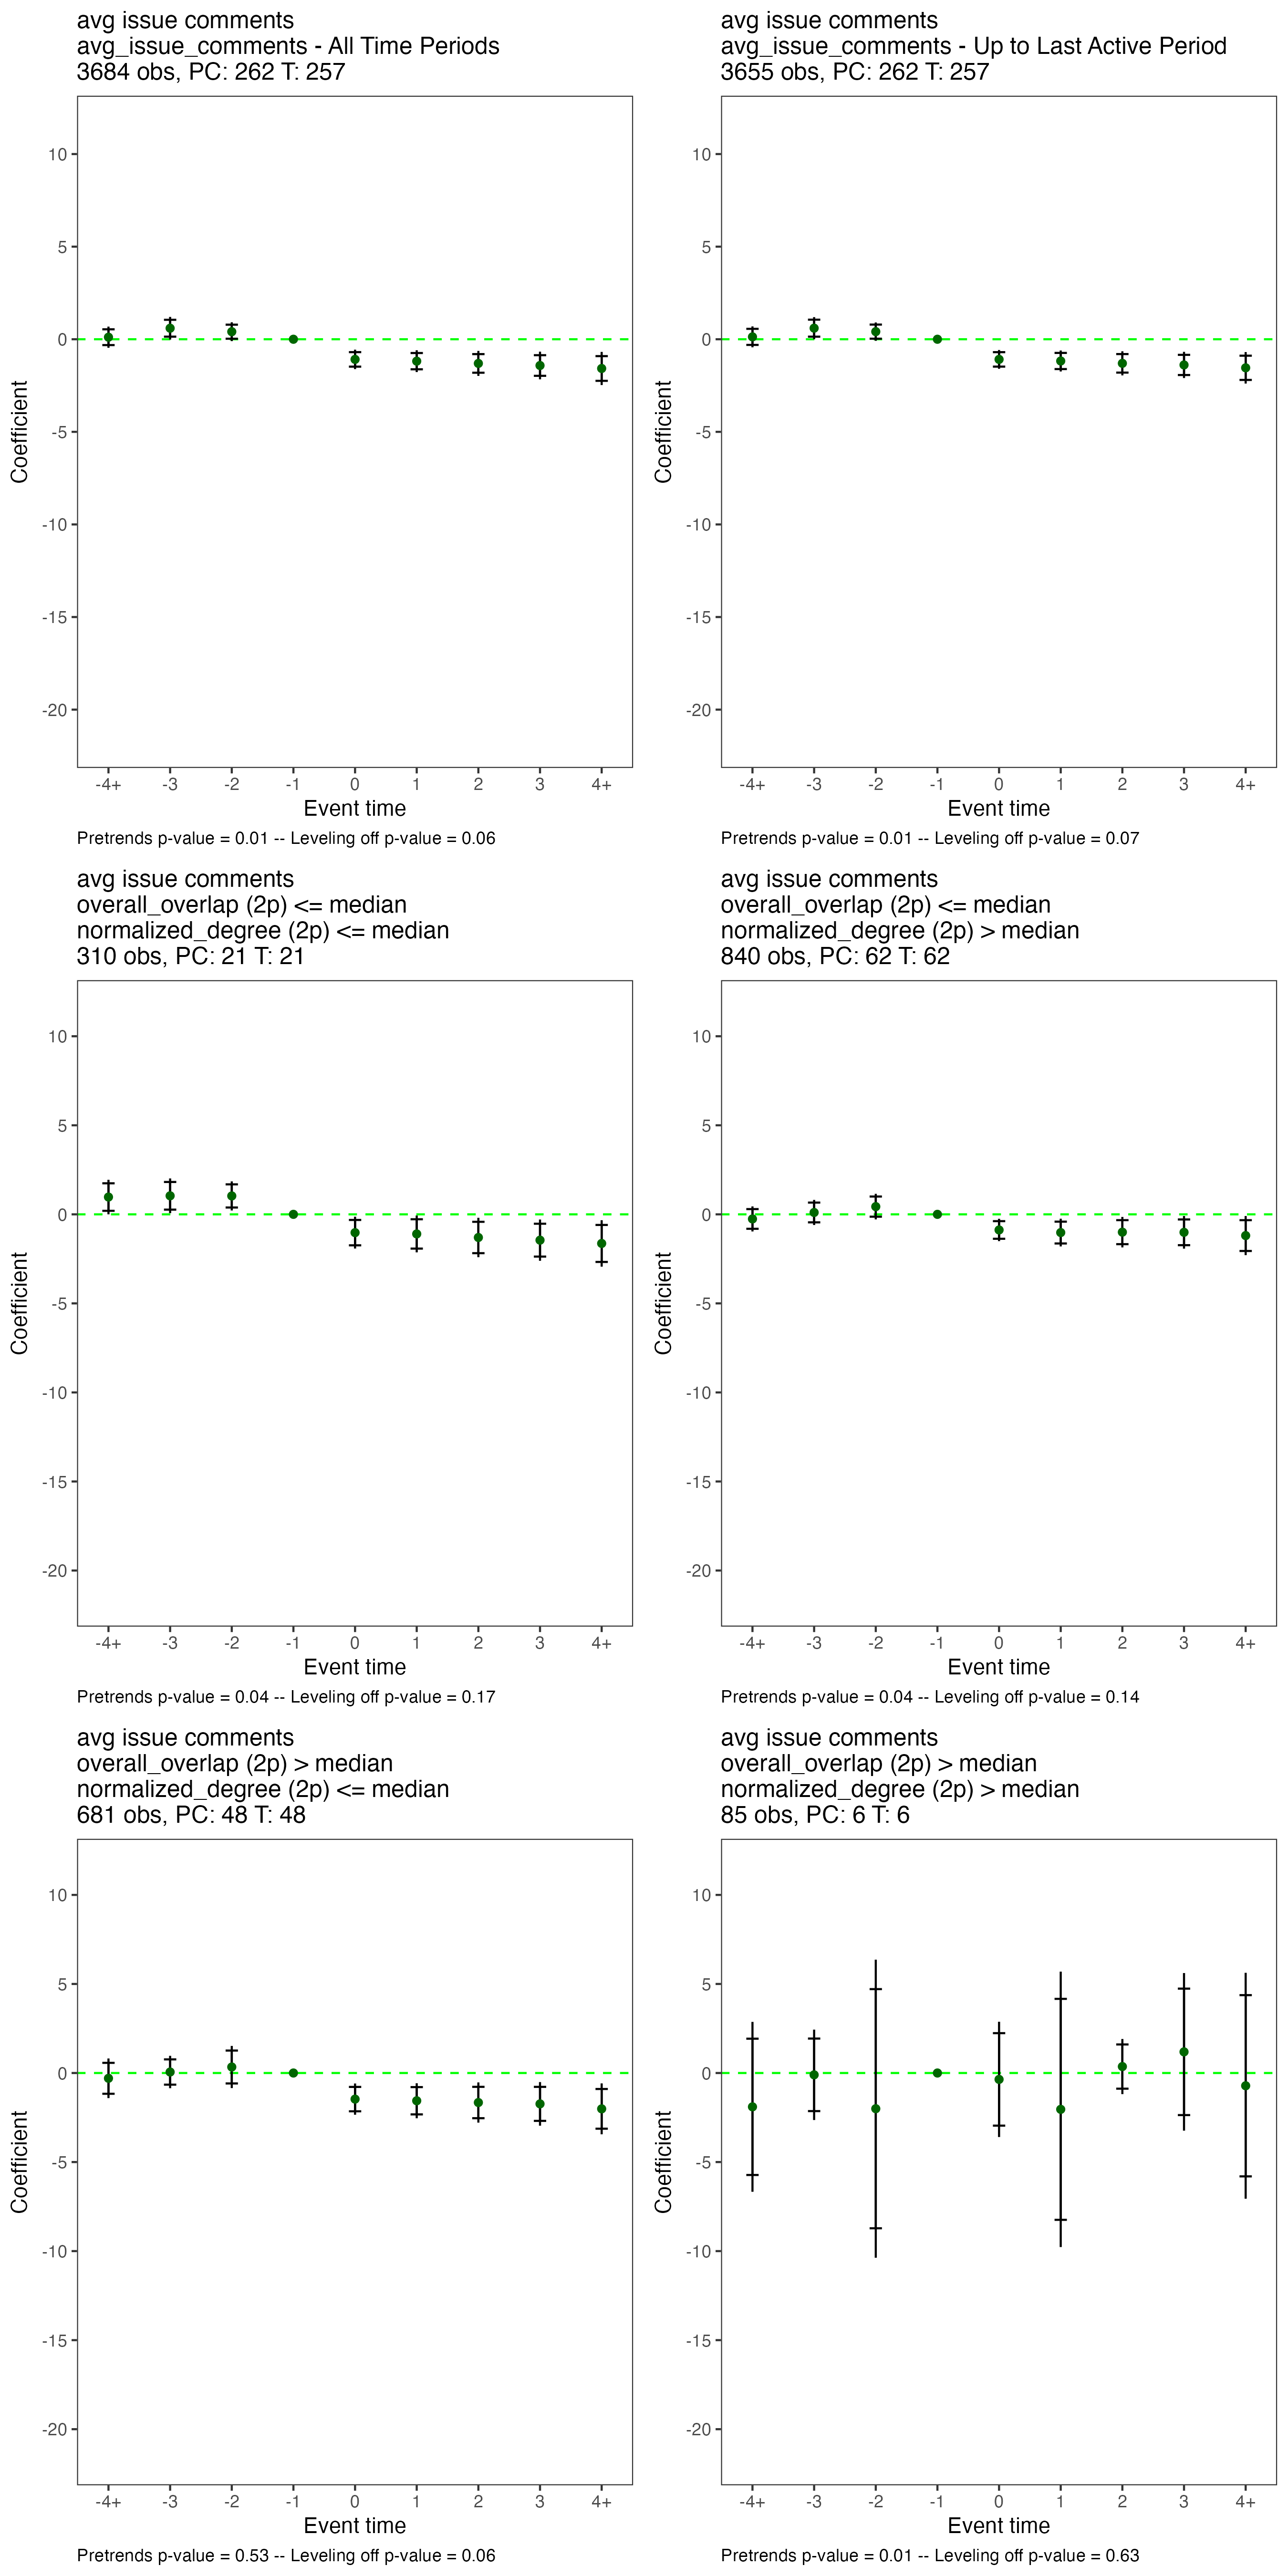 avg issue comments
avg_issue_comments - All Time Periods
3684 obs, PC: 262 T: 257
10
5
0
-5
-10
-15
-20
Coefficient
-4+ -3 -2 -1 0 1 2 3 4+
Event time
Pretrends p-value = 0.01 -- Leveling off p-value = 0.06
avg issue comments
avg_issue_comments - Up to Last Active Period
3655 obs, PC: 262 T: 257
10
5
0
-5
-10
-15
-20
Coefficient
-4+ -3 -2 -1 0 1 2 3 4+
Event time
Pretrends p-value = 0.01 -- Leveling off p-value = 0.07
avg issue comments
overall_overlap (2p) <= median
normalized_degree (2p) <= median
310 obs, PC: 21 T: 21
10
5
0
-5
-10
-15
-20
Coefficient
-4+ -3 -2 -1 0 1 2 3 4+
Event time
Pretrends p-value = 0.04 -- Leveling off p-value = 0.17
avg issue comments
overall_overlap (2p) <= median
normalized_degree (2p) > median
840 obs, PC: 62 T: 62
10
5
0
-5
-10
-15
-20
Coefficient
-4+ -3 -2 -1 0 1 2 3 4+
Event time
Pretrends p-value = 0.04 -- Leveling off p-value = 0.14
avg issue comments
overall_overlap (2p) > median
normalized_degree (2p) <= median
681 obs, PC: 48 T: 48
10
5
0
-5
-10
-15
-20
Coefficient
-4+ -3 -2 -1 0 1 2 3 4+
Event time
Pretrends p-value = 0.53 -- Leveling off p-value = 0.06
avg issue comments
overall_overlap (2p) > median
normalized_degree (2p) > median
85 obs, PC: 6 T: 6
10
5
0
-5
-10
-15
-20
Coefficient
-4+ -3 -2 -1 0 1 2 3 4+
Event time
Pretrends p-value = 0.01 -- Leveling off p-value = 0.63